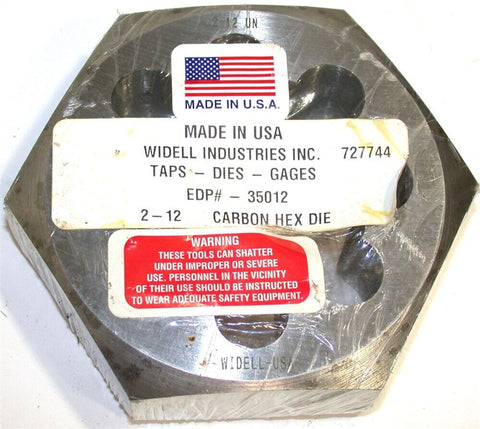 2 12 UN
MADE IN U.S.A.
MADE IN USA
WIDELL INDUSTRIES INC. 727744
TAPS – DIES – GAGES
EDP# – 35012
2–12 CARBON HEX DIE
WARNING
THESE TOOLS CAN SHATTER
UNDER IMPROPER OR SEVERE
USE. PERSONNEL IN THE VICINITY
OF THEIR USE SHOULD BE INSTRUCTED
TO WEAR ADEQUATE SAFETY EQUIPMENT.
WIDELL-US